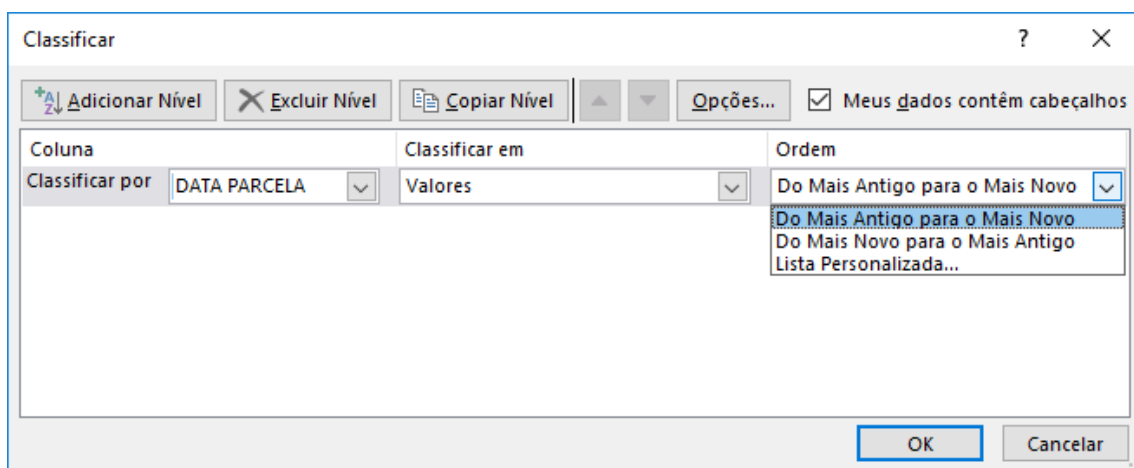 Classificar ? ×
Adicionar Nível Excluir Nível Copiar Nível Opções... Meus dados contêm cabeçalhos
Coluna Classificar em Ordem
Classificar por DATA PARCELA Valores Do Mais Antigo para o Mais Novo
Do Mais Antigo para o Mais Novo
Do Mais Novo para o Mais Antigo
Lista Personalizada...
OK Cancelar